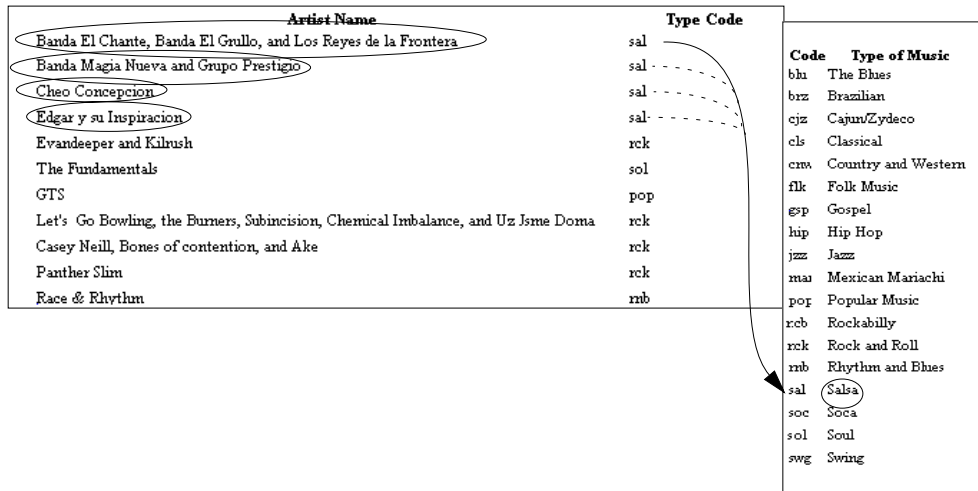 Artist Name Type Code
Banda El Chante, Banda El Grullo, and Los Reyes de la Frontera sal
Banda Magia Nueva and Grupo Prestigio sal
Cheo Concepcion sal
Edgar y su Inspiracion sal
Evandeeper and Kilrush rck
The Fundamentals sol
GTS pop
Let's Go Bowling, the Burners, Subincision, Chemical Imbalance, and Uz Jsme Doma rck
Casey Neill, Bones of contention, and Ake rck
Panther Slim rck
Race & Rhythm rnb
Code Type of Music
blu The Blues
brz Brazilian
cjz Cajun/Zydeco
cls Classical
cnw Country and Western
flk Folk Music
gsp Gospel
hip Hip Hop
jzz Jazz
mar Mexican Mariachi
pop Popular Music
rcb Rockabilly
rck Rock and Roll
rnb Rhythm and Blues
sal Salsa
soc Soca
sol Soul
swg Swing